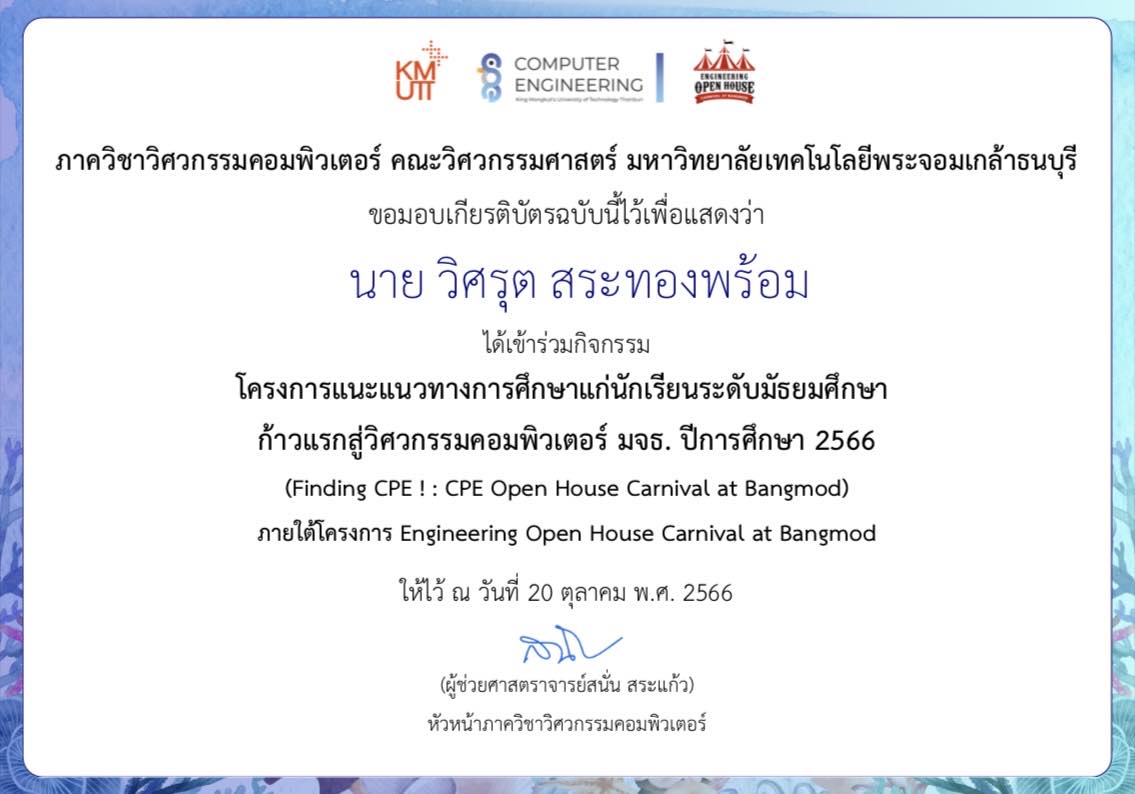 KM
UTT
COMPUTER
ENGINEERING
King Mongkut's University of Technology Thonburi
ENGINEERING
OPEN HOUSE
CARNIVAL AT BANGMOD
ภาควิชาวิศวกรรมคอมพิวเตอร์ คณะวิศวกรรมศาสตร์ มหาวิทยาลัยเทคโนโลยีพระจอมเกล้าธนบุรี
ขอมอบเกียรติบัตรฉบับนี้ไว้เพื่อแสดงว่า
นาย วิศรุต สระทองพร้อม
ได้เข้าร่วมกิจกรรม
โครงการแนะแนวทางการศึกษาแก่นักเรียนระดับมัธยมศึกษา
ก้าวแรกสู่วิศวกรรมคอมพิวเตอร์ มจธ. ปีการศึกษา 2566
(Finding CPE ! : CPE Open House Carnival at Bangmod)
ภายใต้โครงการ Engineering Open House Carnival at Bangmod
ให้ไว้ ณ วันที่ 20 ตุลาคม พ.ศ. 2566
(ผู้ช่วยศาสตราจารย์สนั่น สระแก้ว)
หัวหน้าภาควิชาวิศวกรรมคอมพิวเตอร์